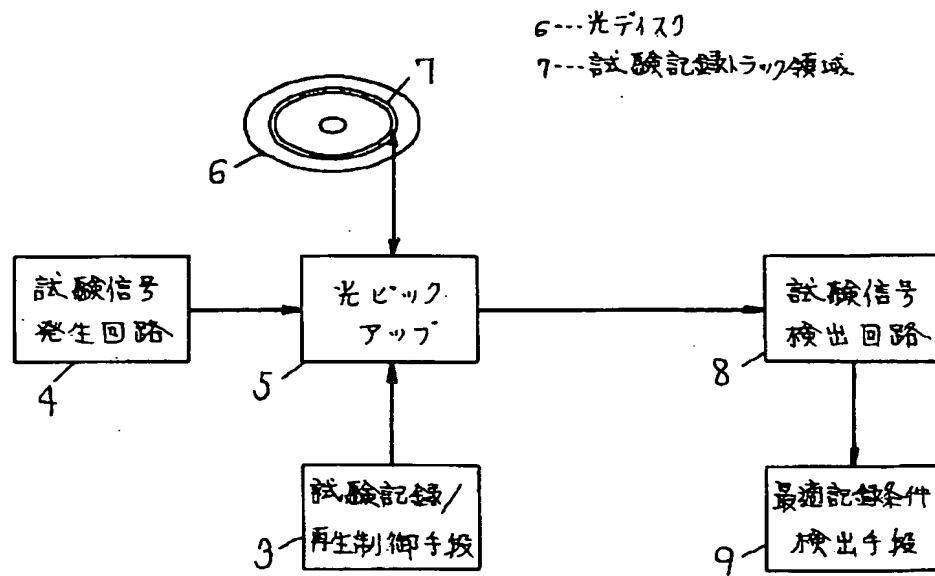 6---光ディスク
7---試験記録トラック領域
7
6
試験信号
発生回路
4
光ピック
アップ
5
試験信号
検出回路
8
試験記録/
再生制御手段
3
最適記録条件
検出手段
9